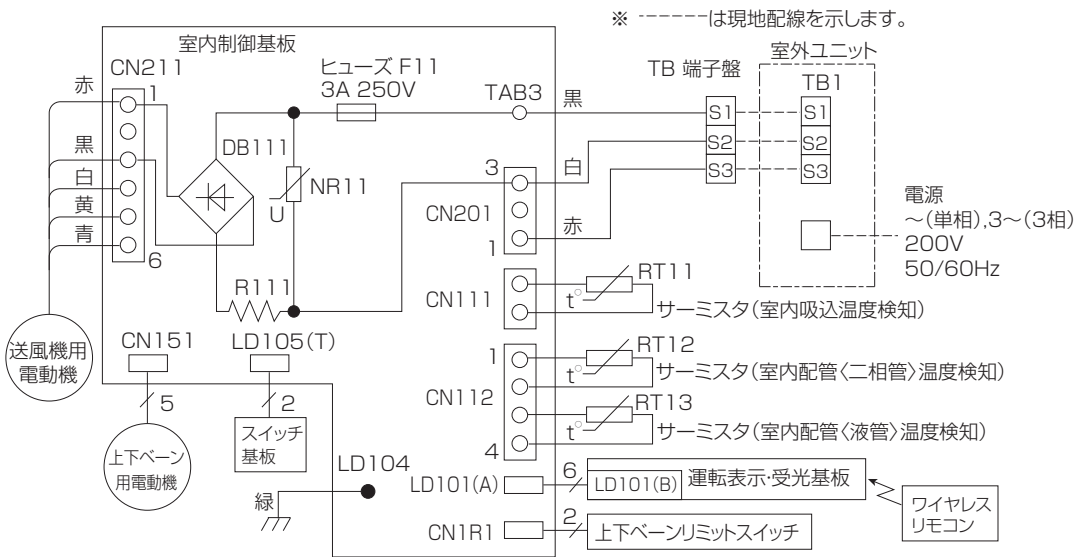 ※ ------は現地配線を示します。
室内制御基板
室外ユニット
CN211
ヒューズ F11
3A 250V
TAB3
TB 端子盤
TB1
赤
1
黒
黒
DB111
NR11
U
3
白
S1
S1
S2
S2
S3
S3
白
黄
青
6
CN201
1
赤
電源
～(単相),3～(3相)
200V
50/60Hz
R111
CN111
RT11
t°
サーミスタ(室内吸込温度検知)
送風機用
電動機
CN151
LD105(T)
1
RT12
t°
サーミスタ(室内配管〈二相管〉温度検知)
CN112
5
2
RT13
t°
サーミスタ(室内配管〈液管〉温度検知)
4
上下ベーン
用電動機
スイッチ
基板
LD104
緑
LD101(A)
6
LD101(B)
運転表示・受光基板
ワイヤレス
リモコン
CN1R1
2
上下ベーンリミットスイッチ